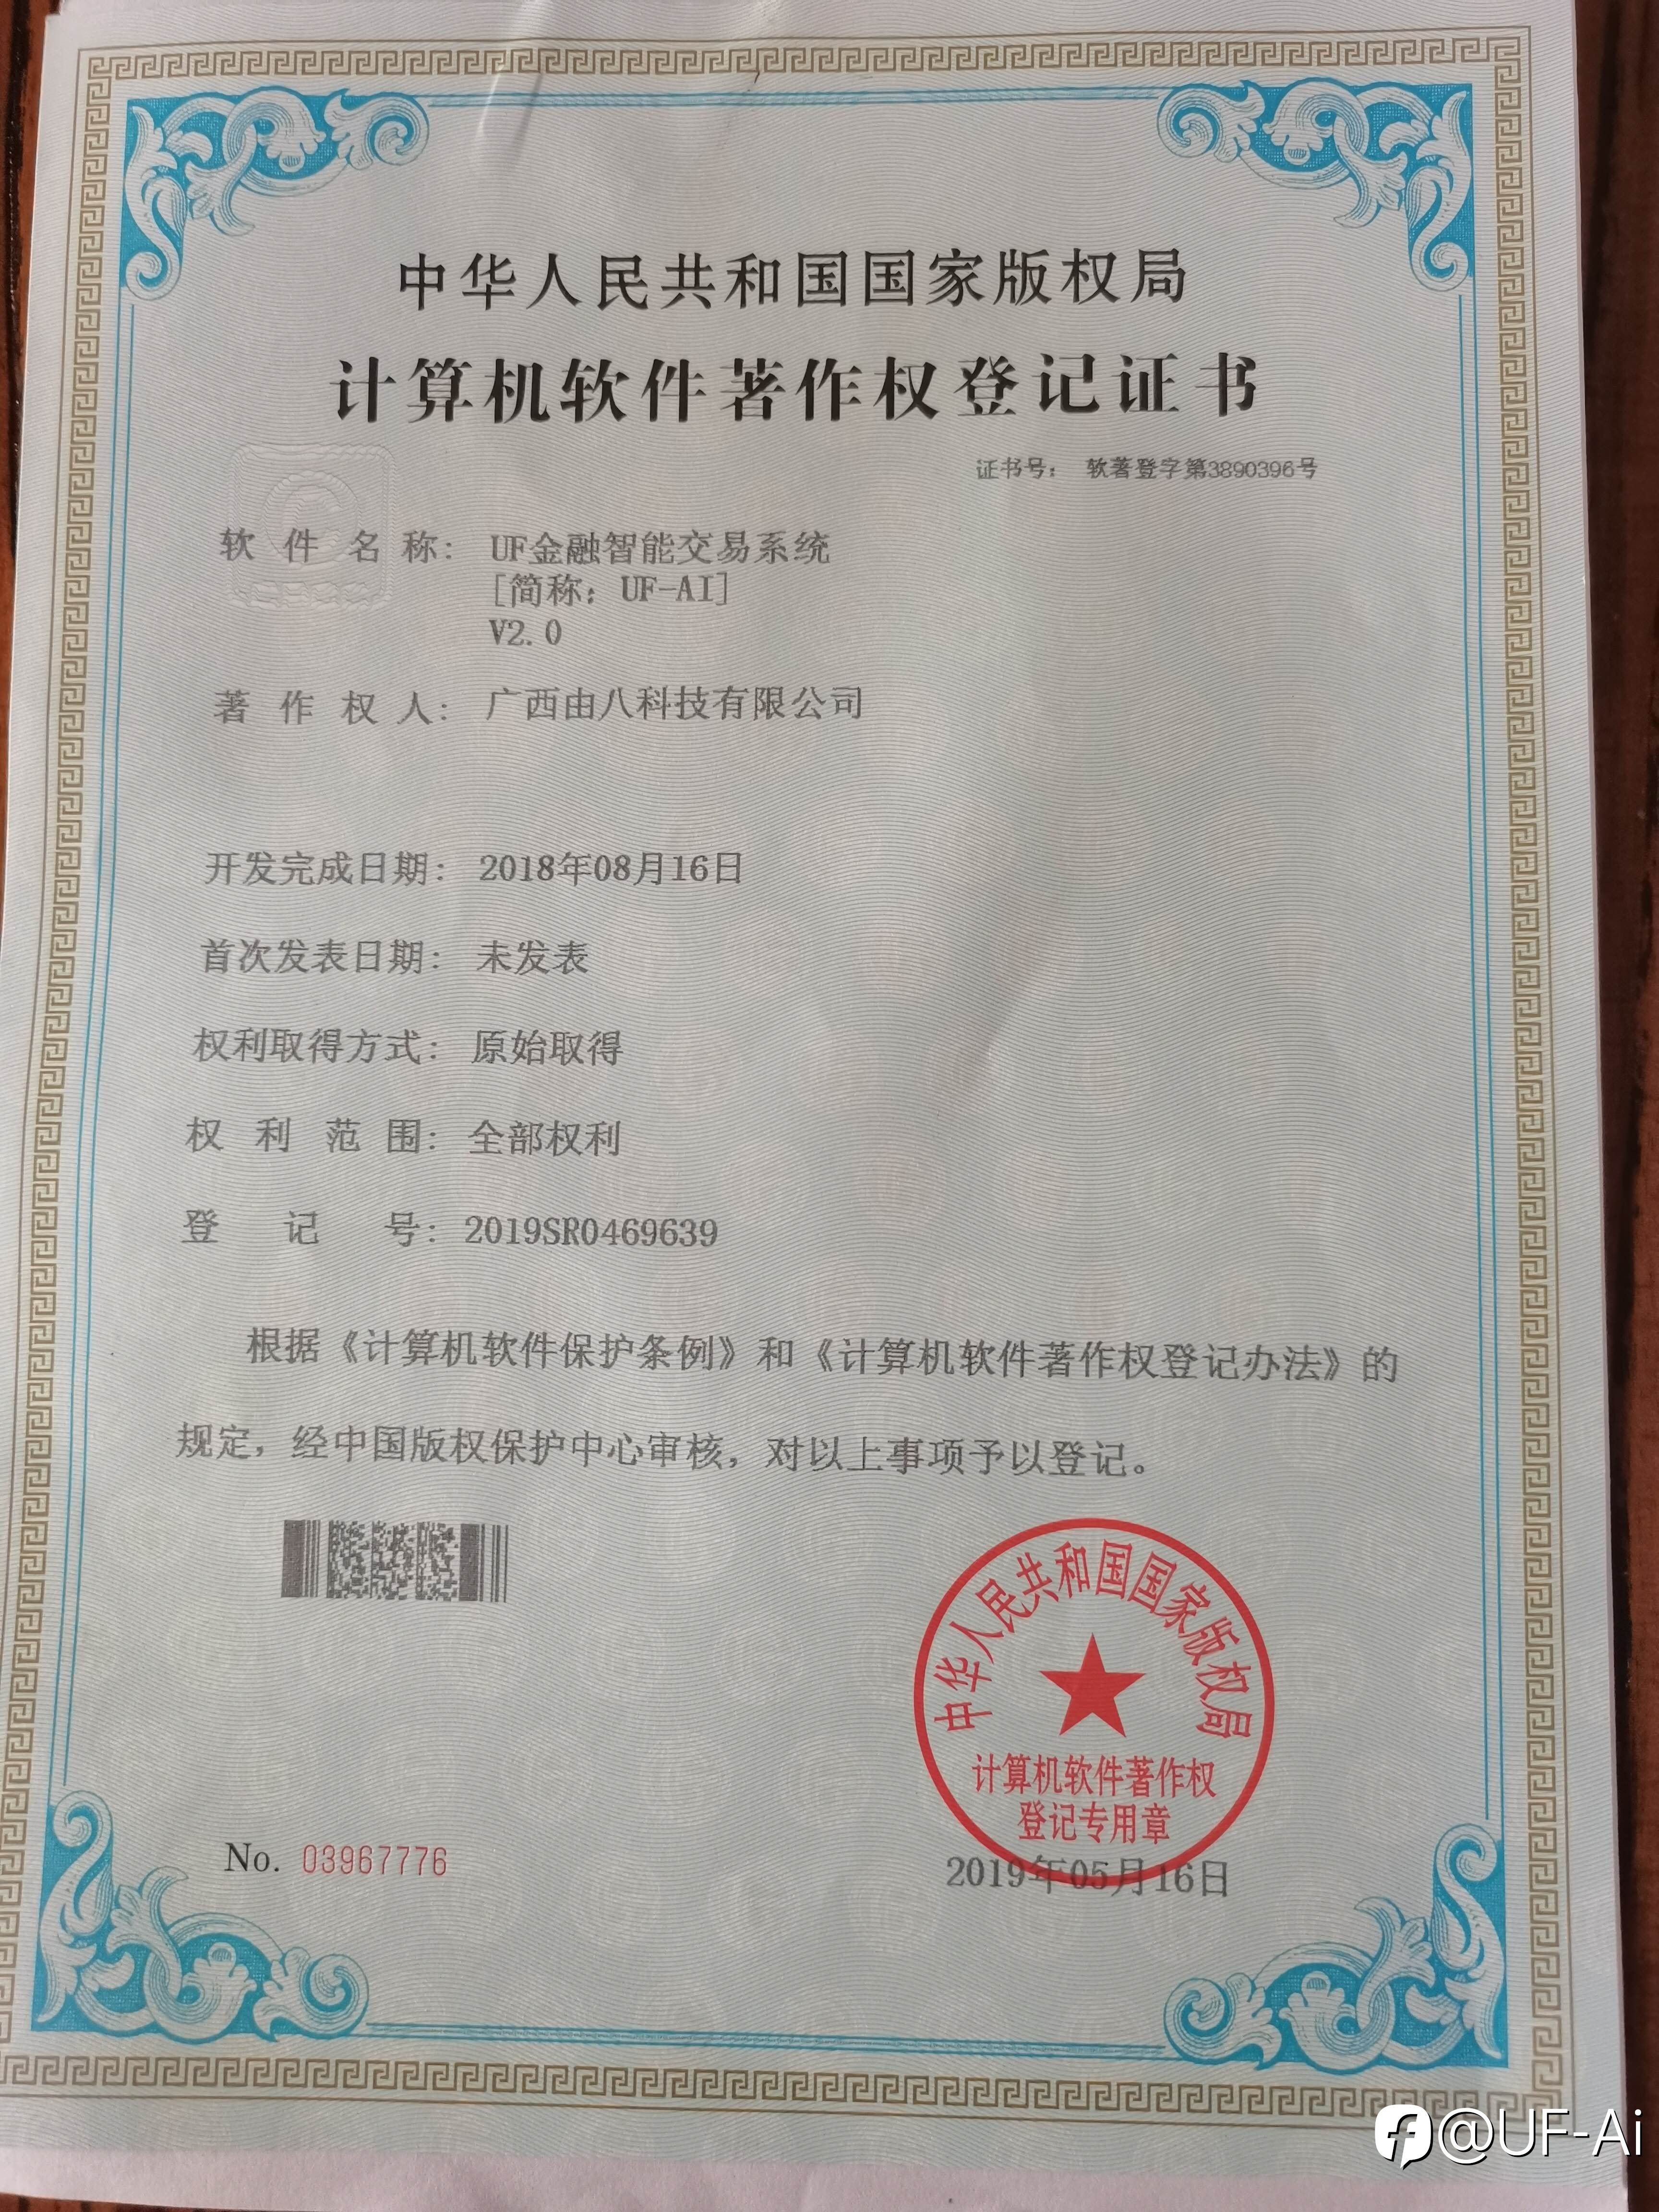 中华人民共和国国家版权局
计算机软件著作权登记证书
证书号： 软著登字第3890396号
软件名称： UF金融智能交易系统
[简称：UF-AI]
V2.0
著作权人： 广西由八科技有限公司
开发完成日期： 2018年08月16日
首次发表日期： 未发表
权利取得方式： 原始取得
权利范围： 全部权利
登记号： 2019SR0469639
根据《计算机软件保护条例》和《计算机软件著作权登记办法》的
规定，经中国版权保护中心审核，对以上事项予以登记。
中华人民共和国国家版权局
计算机软件著作权
登记专用章
No. 03967776
2019年05月16日
@UF-Ai